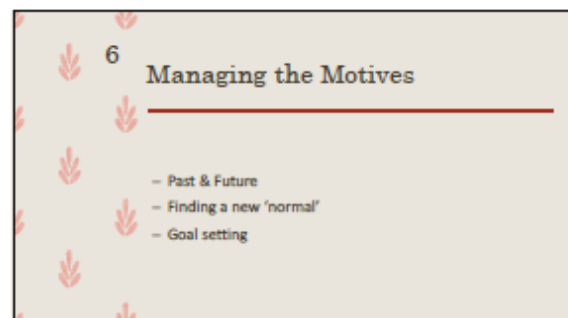 6
Managing the Motives
– Past & Future
– Finding a new ‘normal’
– Goal setting